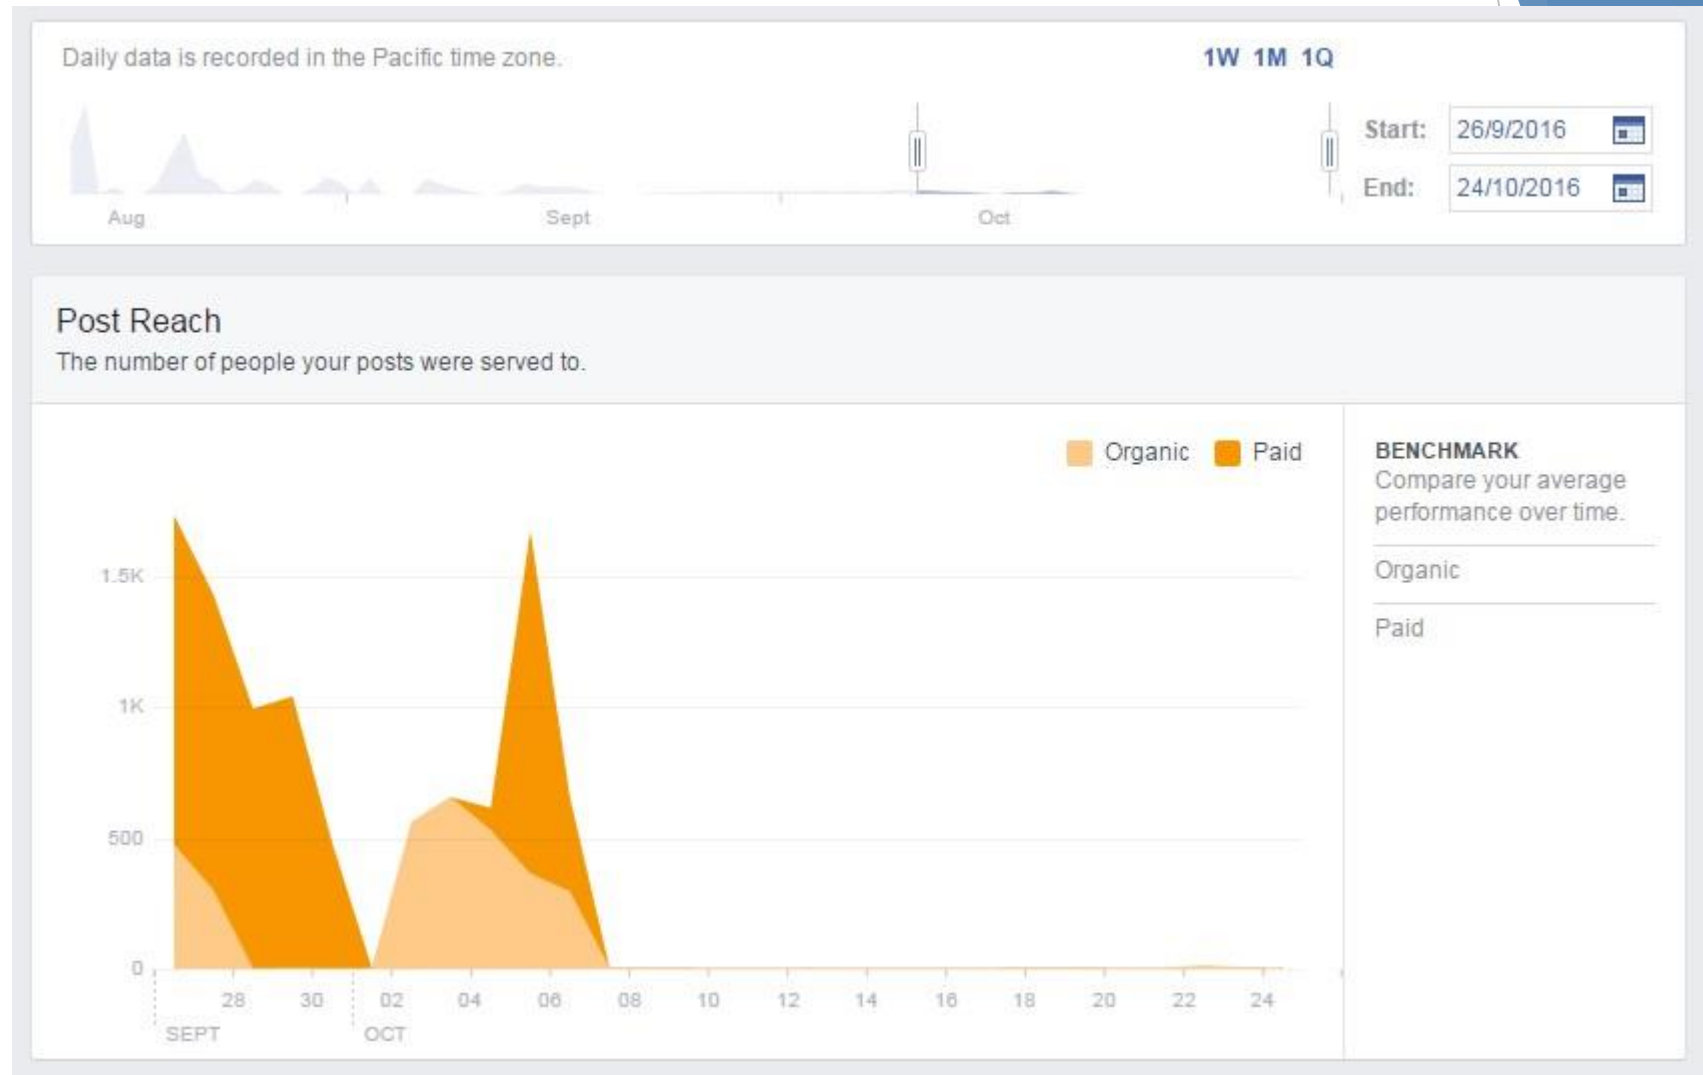 Daily data is recorded in the Pacific time zone.
1W 1M 1Q
Start: 26/9/2016
End: 24/10/2016
Aug Sept Oct
Post Reach
The number of people your posts were served to.
Organic Paid
BENCHMARK
Compare your average
performance over time.
Organic
Paid
1.5K
1K
500
0
28 30 02 04 06 08 10 12 14 16 18 20 22 24
SEPT OCT